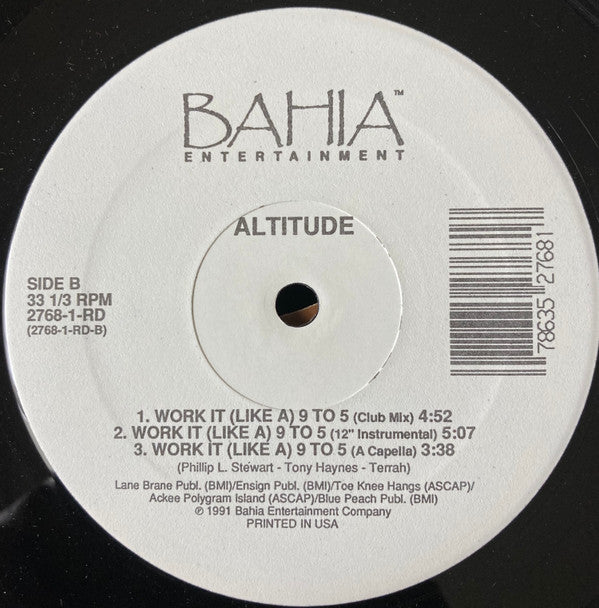 BAHIA™
ENTERTAINMENT
ALTITUDE
SIDE B
33 1/3 RPM
2768-1-RD
(2768-1-RD-B)
78635 27681
1. WORK IT (LIKE A) 9 TO 5 (Club Mix) 4:52
2. WORK IT (LIKE A) 9 TO 5 (12" Instrumental) 5:07
3. WORK IT (LIKE A) 9 TO 5 (A Capella) 3:38
(Phillip L. Stewart - Tony Haynes - Terrah)
Lane Brane Publ. (BMI)/Ensign Publ. (BMI)/Toe Knee Hangs (ASCAP)/
Ackee Polygram Island (ASCAP)/Blue Peach Publ. (BMI)
℗ 1991 Bahia Entertainment Company
PRINTED IN USA